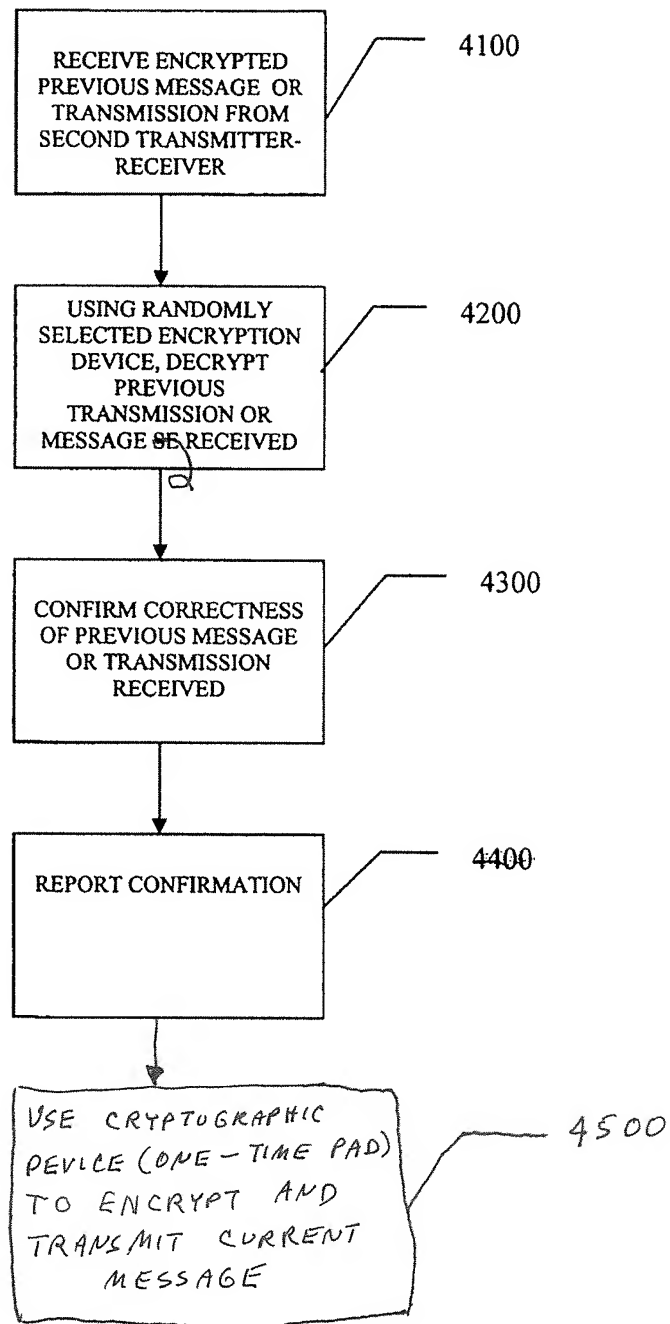 RECEIVE ENCRYPTED
PREVIOUS MESSAGE OR
TRANSMISSION FROM
SECOND TRANSMITTER-
RECEIVER
4100
USING RANDOMLY
SELECTED ENCRYPTION
DEVICE, DECRYPT
PREVIOUS
TRANSMISSION OR
MESSAGE SE RECEIVED
4200
CONFIRM CORRECTNESS
OF PREVIOUS MESSAGE
OR TRANSMISSION
RECEIVED
4300
REPORT CONFIRMATION
4400
USE CRYPTOGRAPHIC
DEVICE (ONE-TIME PAD)
TO ENCRYPT AND
TRANSMIT CURRENT
MESSAGE
4500